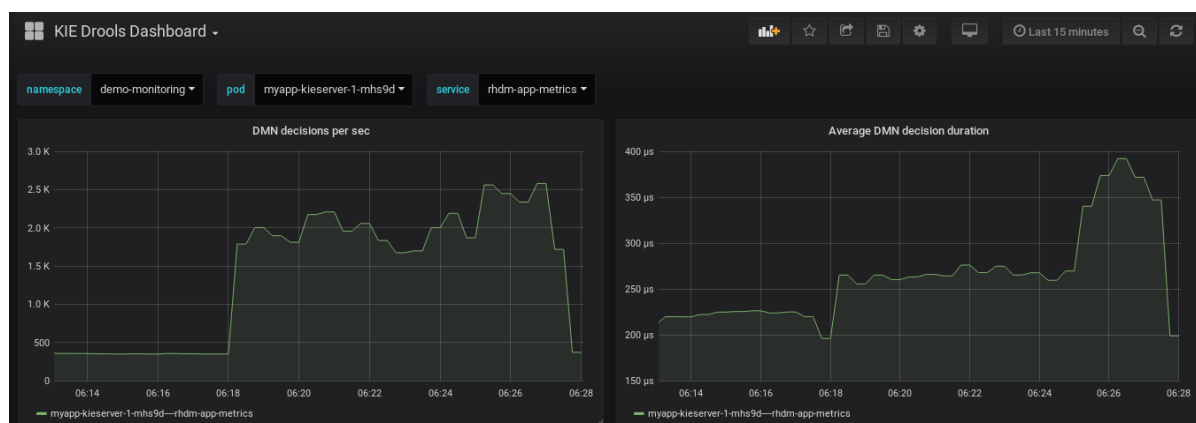 KIE Drools Dashboard
Last 15 minutes
namespace demo-monitoring pod myapp-kieserver-1-mhs9d service rhdm-app-metrics
DMN decisions per sec
3.0 K
2.5 K
2.0 K
1.5 K
1.0 K
500
0
06:14 06:16 06:18 06:20 06:22 06:24 06:26 06:28
myapp-kieserver-1-mhs9d—rhdm-app-metrics
Average DMN decision duration
400 µs
350 µs
300 µs
250 µs
200 µs
150 µs
06:14 06:16 06:18 06:20 06:22 06:24 06:26 06:28
myapp-kieserver-1-mhs9d—rhdm-app-metrics